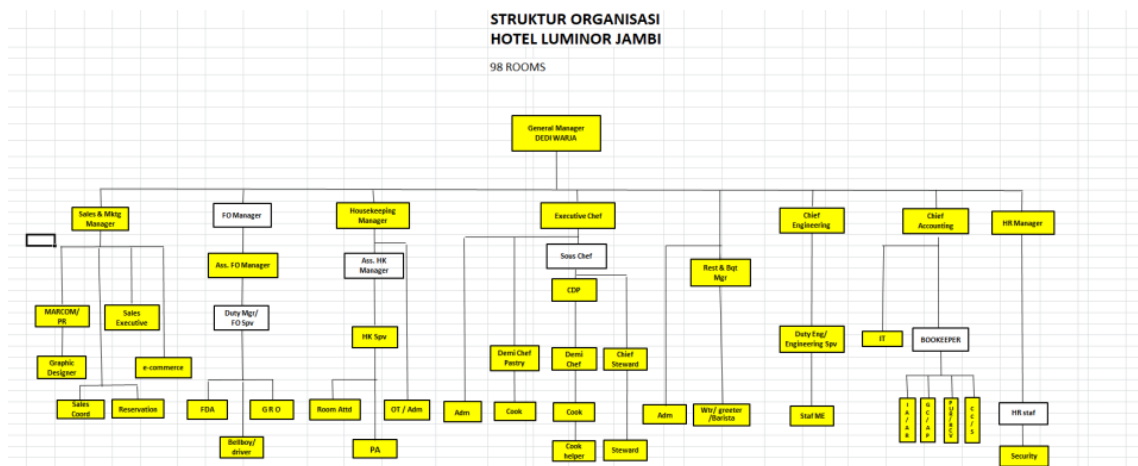 STRUKTUR ORGANISASI
HOTEL LUMINOR JAMBI
98 ROOMS
General Manager
DEDI WARJA
Sales & Mktg
Manager
FO Manager
Housekeeping
Manager
Executive Chef
Chief
Engineering
Chief
Accounting
HR Manager
Ass. FO Manager
Ass. HK
Manager
Sous Chef
Rest & Bqt
Mgr
CDP
MARCOM/
PR
Sales
Executive
Duty Mgr/
FO Spv
HK Spv
Duty Eng/
Engineering Spv
IT
BOOKEEPER
Graphic
Designer
e-commerce
Demi Chef
Pastry
Demi
Chef
Chief
Steward
Sales
Coord
Reservation
FDA
G R O
Room Attd
OT / Adm
Adm
Cook
Cook
Adm
Wtr/ greeter
/Barista
Staf ME
I A / A R
G C / A P
C C / S
HR staf
Bellboy/
driver
PA
Cook
helper
Steward
Security